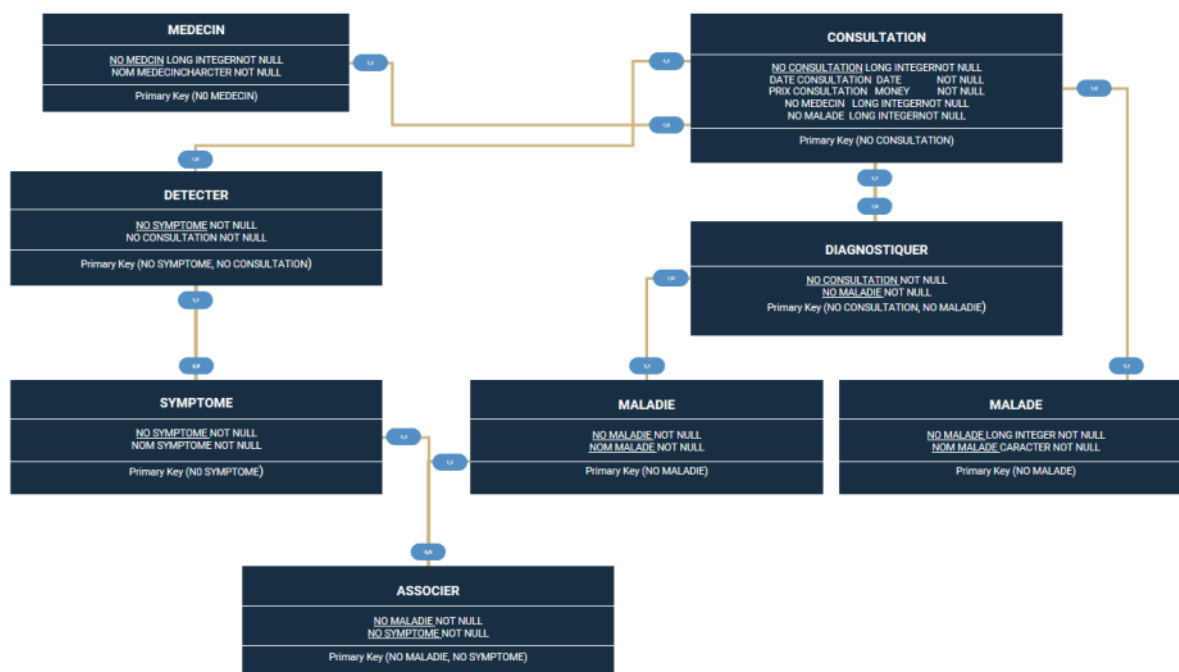 MEDECIN
NO MEDCIN LONG INTEGERNOT NULL
NOM MEDECINCHARCTER NOT NULL
Primary Key (N0 MEDECIN)
CONSULTATION
NO CONSULTATION LONG INTEGERNOT NULL
DATE CONSULTATION DATE NOT NULL
PRIX CONSULTATION MONEY NOT NULL
NO MEDECIN LONG INTEGERNOT NULL
NO MALADE LONG INTEGERNOT NULL
Primary Key (NO CONSULTATION)
DETECTER
NO SYMPTOME NOT NULL
NO CONSULTATION NOT NULL
Primary Key (NO SYMPTOME, NO CONSULTATION)
DIAGNOSTIQUER
NO CONSULTATION NOT NULL
NO MALADIE NOT NULL
Primary Key (NO CONSULTATION, NO MALADIE)
SYMPTOME
NO SYMPTOME NOT NULL
NOM SYMPTOME NOT NULL
Primary Key (N0 SYMPTOME)
MALADIE
NO MALADIE NOT NULL
NOM MALADE NOT NULL
Primary Key (NO MALADIE)
MALADE
NO MALADE LONG INTEGER NOT NULL
NOM MALADE CARACTER NOT NULL
Primary Key (NO MALADE)
ASSOCIER
NO MALADIE NOT NULL
NO SYMPTOME NOT NULL
Primary Key (NO MALADIE, NO SYMPTOME)